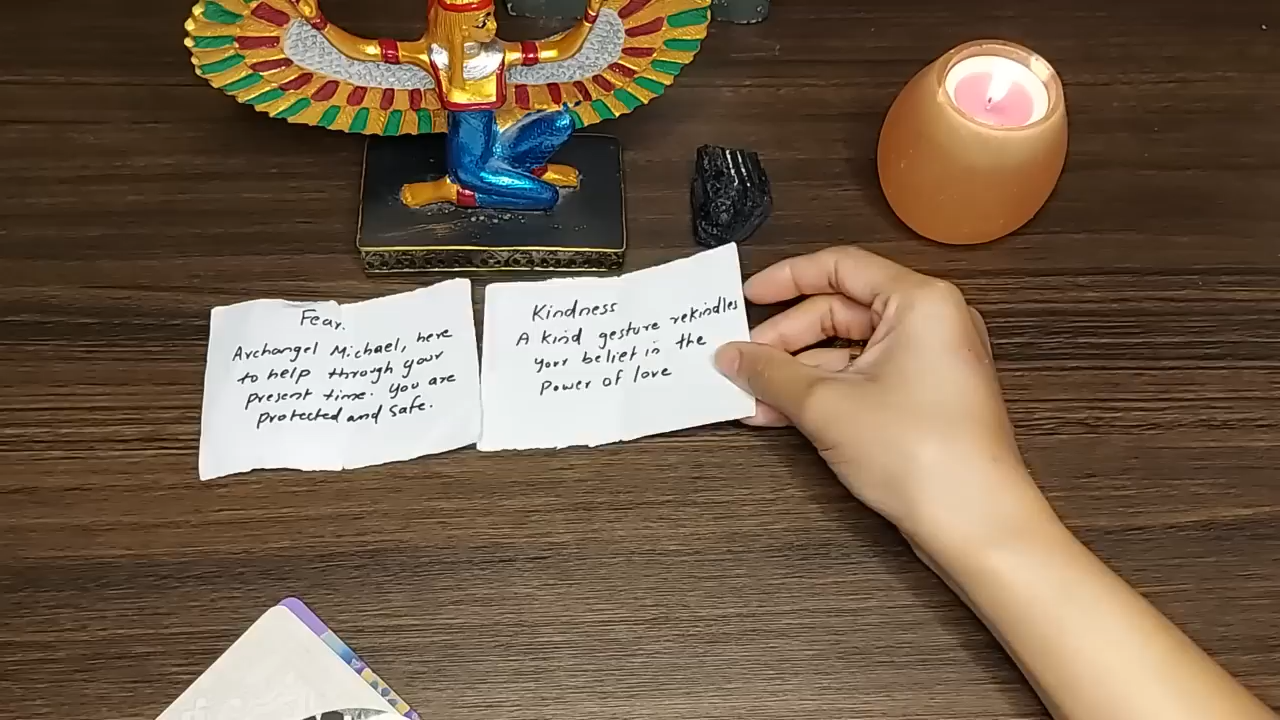 Fear.
Archangel Michael, here
to help through your
present time. You are
protected and safe.
Kindness
A kind gesture rekindles
your belief in the
Power of love